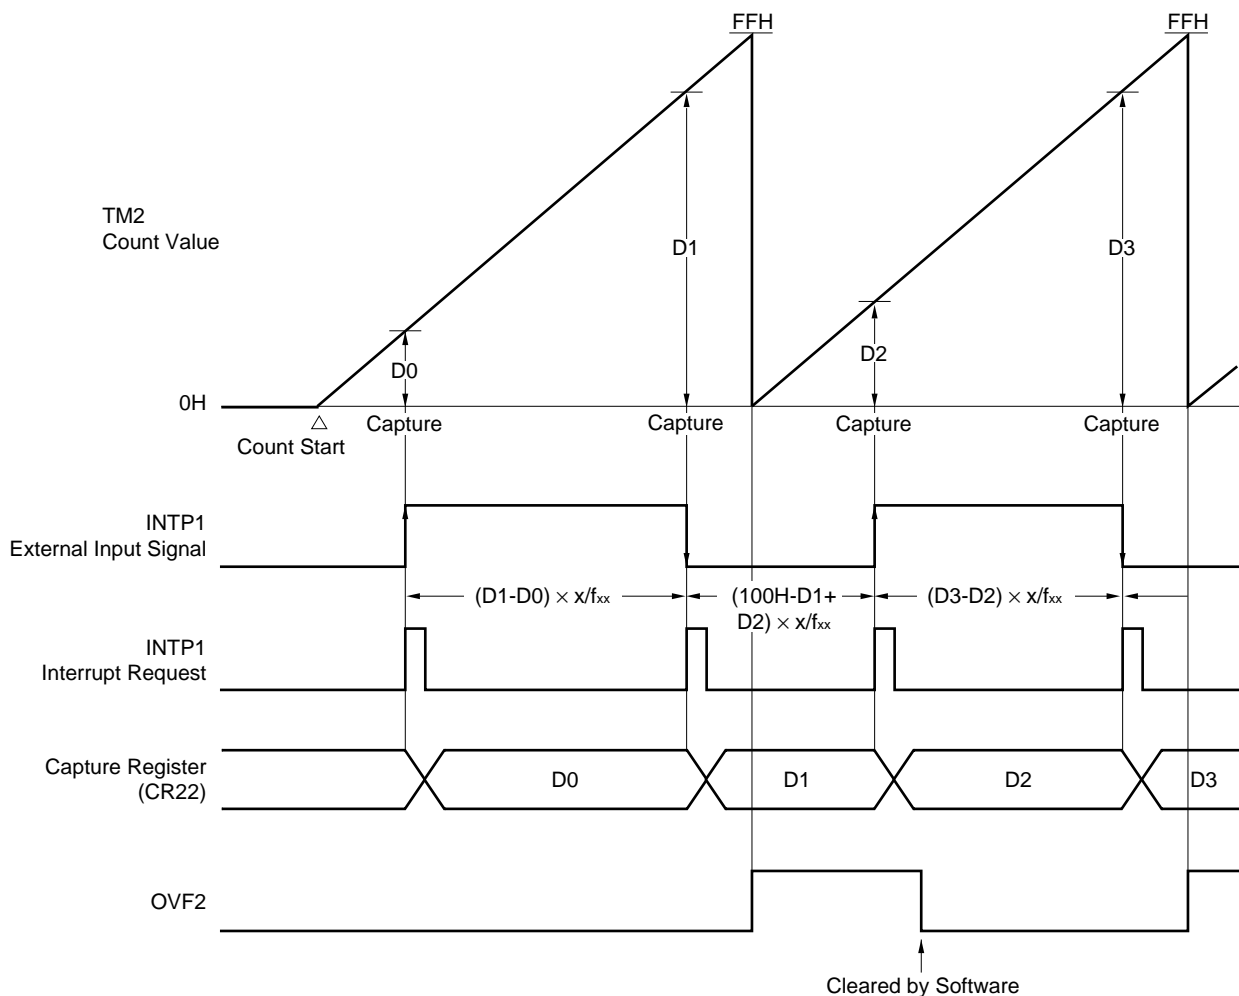 FFH
FFH
TM2
Count Value
D1
D3
D0
D2
0H
Capture
Capture
Capture
Capture
Count Start
INTP1
External Input Signal
(D1-D0) × x/fxx
(100H-D1+
D2) × x/fxx
(D3-D2) × x/fxx
INTP1
Interrupt Request
Capture Register
(CR22)
D0
D1
D2
D3
OVF2
Cleared by Software